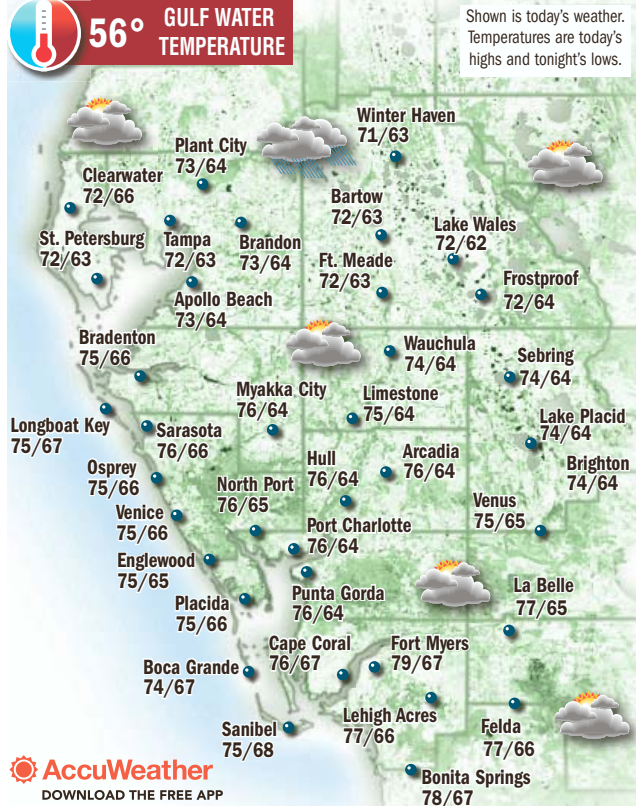 56°
GULF WATER
TEMPERATURE
Shown is today’s weather.
Temperatures are today’s
highs and tonight’s lows.
Winter Haven
71/63
Plant City
73/64
Clearwater
72/66
Bartow
72/63
Lake Wales
72/62
St. Petersburg
72/63
Tampa
72/63
Brandon
73/64
Ft. Meade
72/63
Frostproof
72/64
Apollo Beach
73/64
Bradenton
75/66
Wauchula
74/64
Sebring
74/64
Myakka City
76/64
Limestone
75/64
Longboat Key
75/67
Sarasota
76/66
Lake Placid
74/64
Osprey
75/66
Hull
76/64
Arcadia
76/64
Brighton
74/64
North Port
76/65
Venus
75/65
Venice
75/66
Port Charlotte
76/64
Englewood
75/65
Punta Gorda
76/64
La Belle
77/65
Placida
75/66
Cape Coral
76/67
Fort Myers
79/67
Boca Grande
74/67
Lehigh Acres
77/66
Sanibel
75/68
Felda
77/66
Bonita Springs
78/67
AccuWeather
DOWNLOAD THE FREE APP